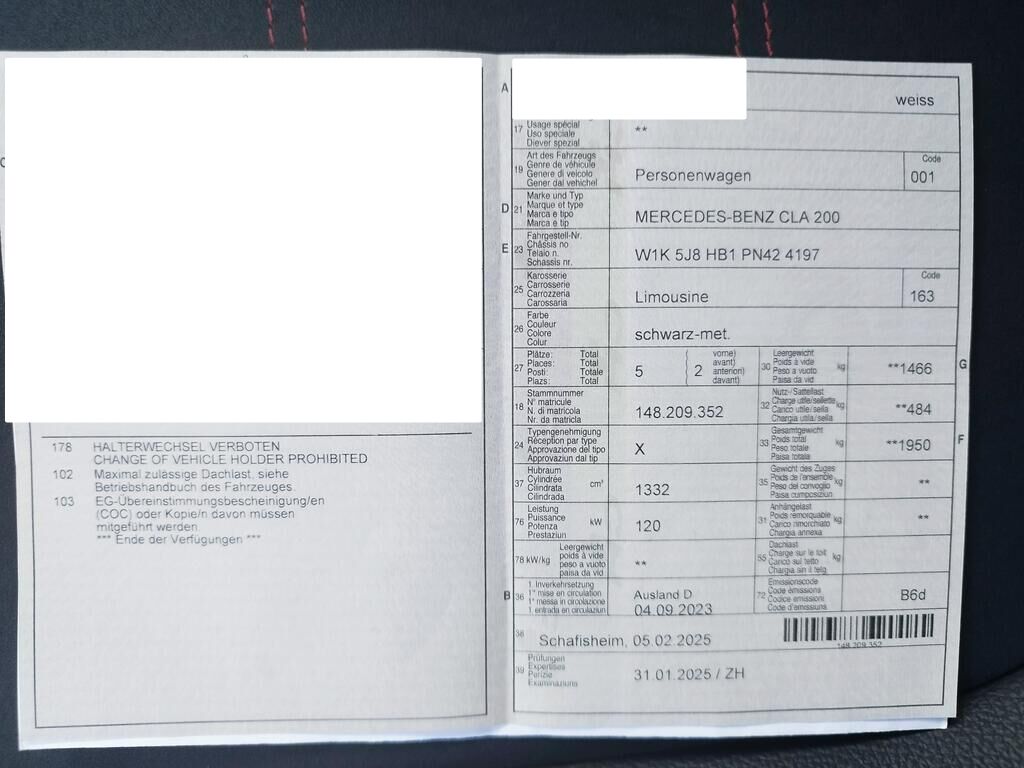 178 HALTERWECHSEL VERBOTEN
CHANGE OF VEHICLE HOLDER PROHIBITED
102 Maximal zulässige Dachlast, siehe
Betriebshandbuch des Fahrzeuges.
103 EG-Übereinstimmungsbescheinigung/en
(COC) oder Kopie/n davon müssen
mitgeführt werden
*** Ende der Verfügungen ***
A
weiss
17 Usage spécial
Uso speciale
Diever spezial
**
19 Art des Fahrzeugs
Genre de véhicule
Genere di veicolo
Gener dal vehichel
Personenwagen
Code
001
D 21 Marke und Typ
Marque et type
Marca e tipo
Marca e tip
MERCEDES-BENZ CLA 200
E 23 Fahrgestell-Nr.
Châssis no
Telaio n.
Schassis nr.
W1K 5J8 HB1 PN42 4197
25 Karosserie
Carrosserie
Carrozzeria
Carossaria
Limousine
Code
163
26 Farbe
Couleur
Colore
Colur
schwarz-met.
27 Plätze: Total
Places: Total
Posti: Totale
Plazs: Total
5
( 2
vorne)
avant)
anteriori)
davant)
30 Leergewicht
Poids à vide
Peso a vuoto
Paisa da vid
kg
**1466
G
18 Stammnummer
N° matricule
N. di matricola
Nr. da matricla
148.209.352
32 Nutz-/Sattellast
Charge utile/sellette
Carico utile/sella
Chargia utila/sella
kg
**484
24 Typengenehmigung
Réception par type
Approvazione del tipo
Approvaziun dal tip
X
33 Gesamtgewicht
Poids total
Peso totale
Paisa totala
kg
**1950
F
37 Hubraum
Cylindrée
Cilindrata
Cilindrada
cm³
1332
35 Gewicht des Zuges
Poids de l'ensemble
Peso del convoglio
Paisa cumposiziun
kg
**
76 Leistung
Puissance
Potenza
Prestaziun
kW
120
31 Anhängelast
Poids remorquable
Carico rimorchiato
Chargia annexa
kg
**
78 kW/kg
Leergewicht
poids à vide
peso a vuoto
paisa da vid
**
55 Dachlast
Charge sur le toit
Carico sul tetto
Chargia sin il tetg
kg
B 36 1. Inverkehrsetzung
1re mise en circulation
1a messa in circolazione
1. entrada en circulaziun
Ausland D
04.09.2023
72 Emissionscode
Code émissions
Codice emissioni
Code d'emissiuns
B6d
38 Schafisheim, 05.02.2025
148.209.352
39 Prüfungen
Expertises
Perizie
Examinaziuns
31.01.2025 / ZH